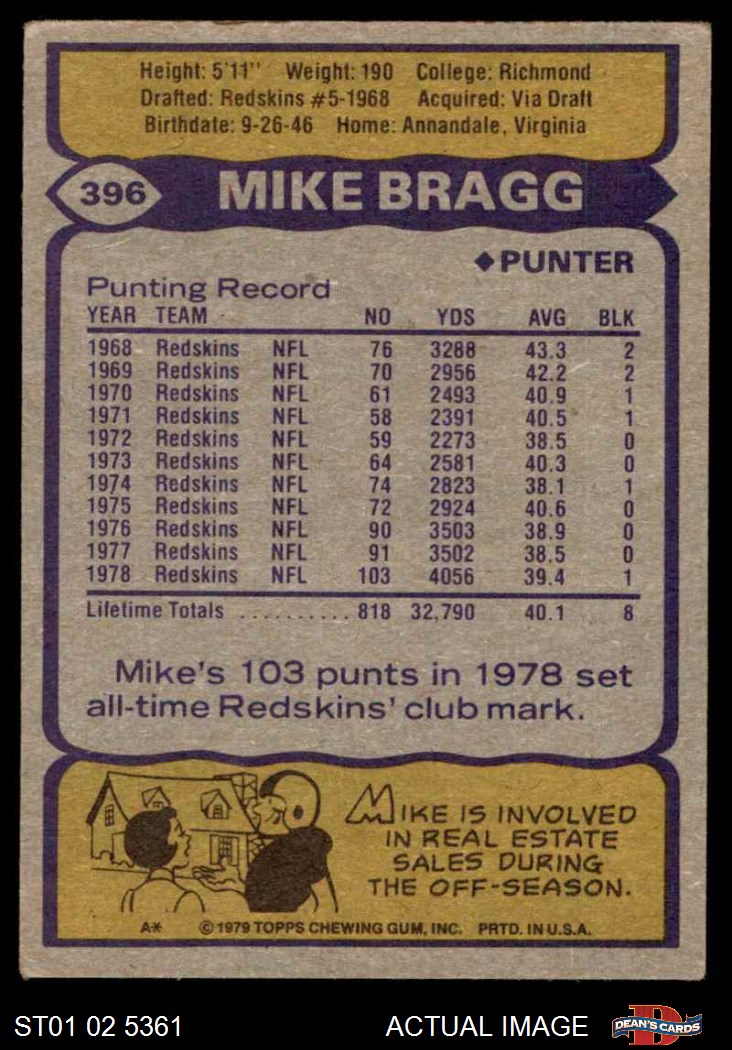 Height: 5'11" Weight: 190 College: Richmond
Drafted: Redskins #5-1968 Acquired: Via Draft
Birthdate: 9-26-46 Home: Annandale, Virginia
396 MIKE BRAGG
◆PUNTER
Punting Record
YEAR TEAM NO YDS AVG BLK
1968 Redskins NFL 76 3288 43.3 2
1969 Redskins NFL 70 2956 42.2 2
1970 Redskins NFL 61 2493 40.9 1
1971 Redskins NFL 58 2391 40.5 1
1972 Redskins NFL 59 2273 38.5 0
1973 Redskins NFL 64 2581 40.3 0
1974 Redskins NFL 74 2823 38.1 1
1975 Redskins NFL 72 2924 40.6 0
1976 Redskins NFL 90 3503 38.9 0
1977 Redskins NFL 91 3502 38.5 0
1978 Redskins NFL 103 4056 39.4 1
Lifetime Totals .......... 818 32,790 40.1 8
Mike's 103 punts in 1978 set
all-time Redskins' club mark.
MIKE IS INVOLVED
IN REAL ESTATE
SALES DURING
THE OFF-SEASON.
A* © 1979 TOPPS CHEWING GUM, INC. PRTD. IN U.S.A.
ST01 02 5361 ACTUAL IMAGE D DEAN'S CARDS